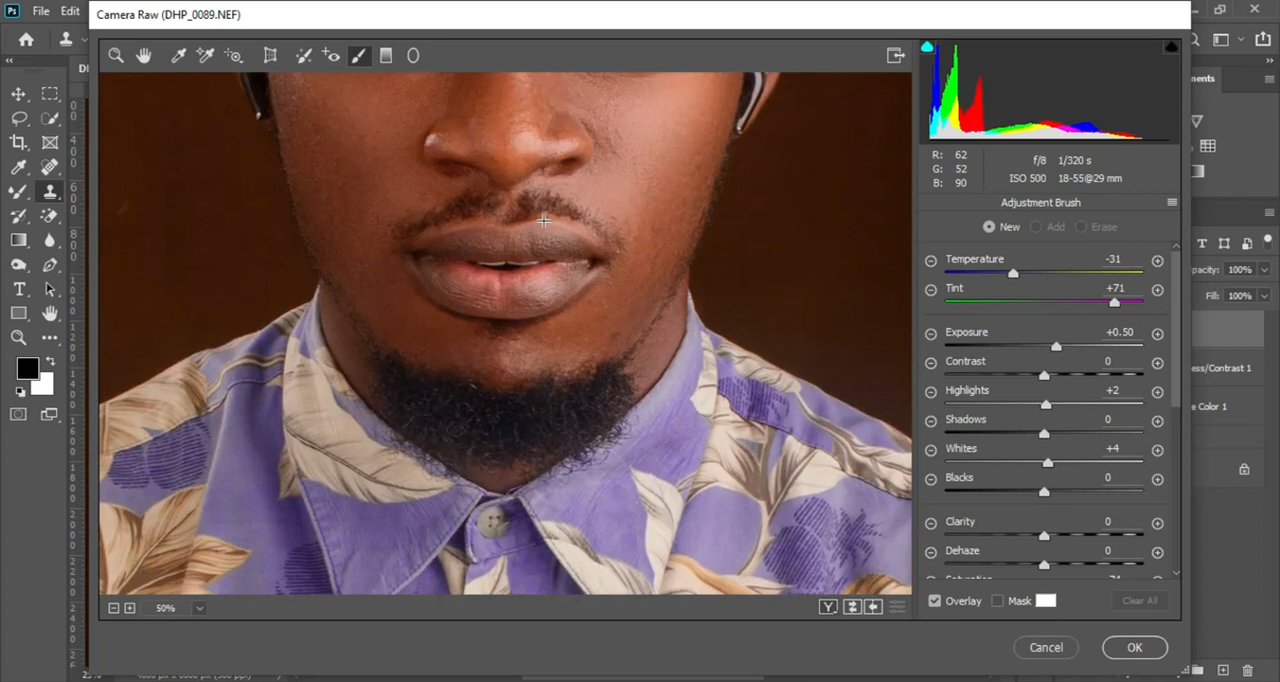 Ps File Edit
Camera Raw (DHP_0089.NEF)
R: 62
G: 52
B: 90
f/8 1/320 s
ISO 500 18-55@29 mm
Adjustment Brush
New Add Erase
Temperature -31
Tint +71
Exposure +0.50
Contrast 0
Highlights +2
Shadows 0
Whites +4
Blacks 0
Clarity 0
Dehaze 0
50%
Y
Overlay Mask Clear All
Cancel OK
ments
T
pacity: 100%
Fill: 100%
ess/Contrast 1
e Color 1